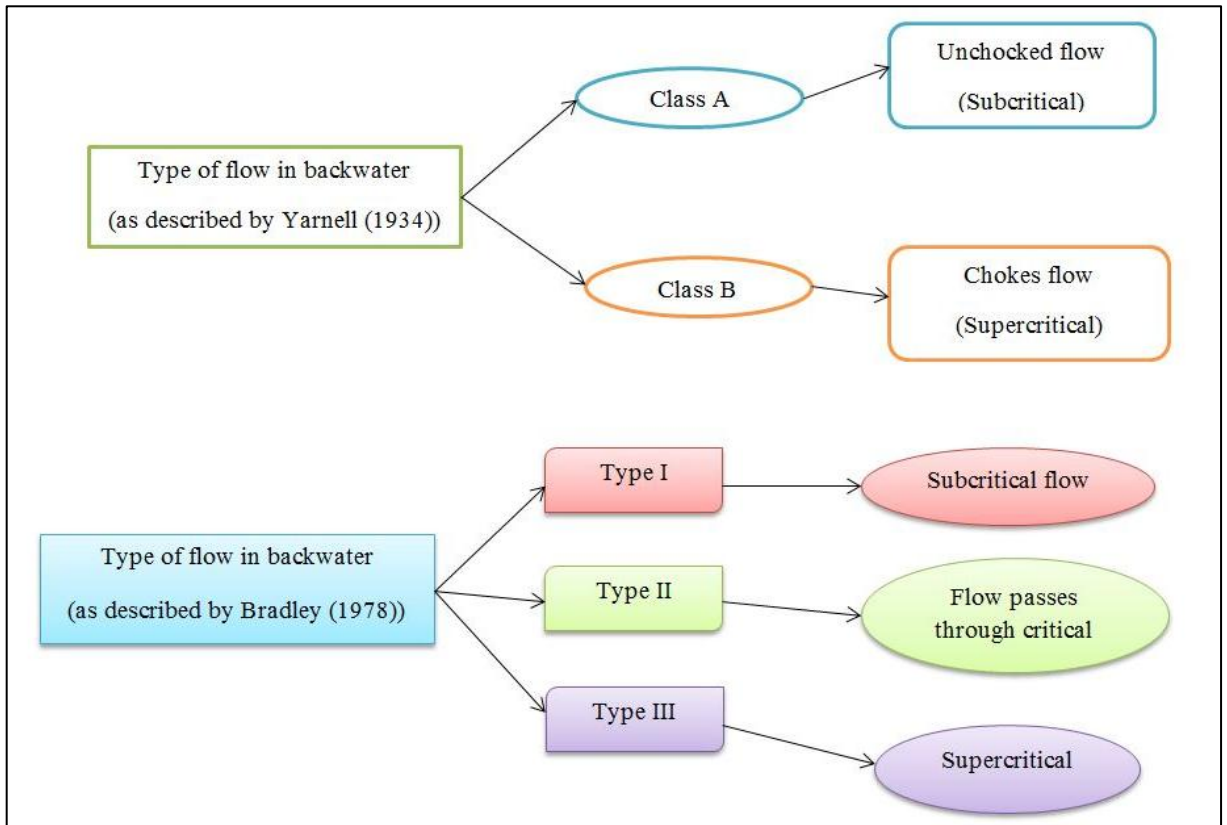 Type of flow in backwater
(as described by Yarnell (1934))
Class A
Unchocked flow
(Subcritical)
Class B
Chokes flow
(Supercritical)
Type of flow in backwater
(as described by Bradley (1978))
Type I
Subcritical flow
Type II
Flow passes
through critical
Type III
Supercritical